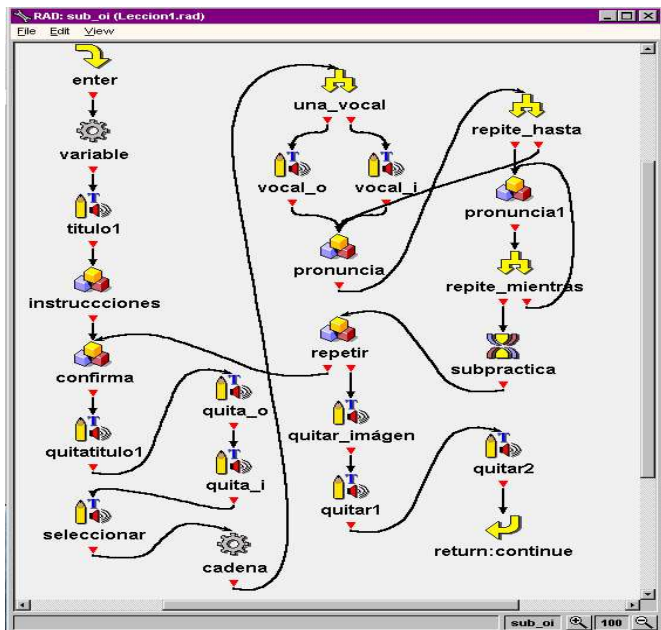 RAD: sub_oi (Leccion1.rad)
File Edit View
enter
variable
titulo1
instruccciones
confirma
quitatitulo1
quita_o
quita_i
seleccionar
cadena
una_vocal
vocal_o vocal_i
pronuncia
repite_hasta
pronuncia1
repite_mientras
subpractica
repetir
quitar_imágen
quitar1
quitar2
return:continue
sub_oi 100